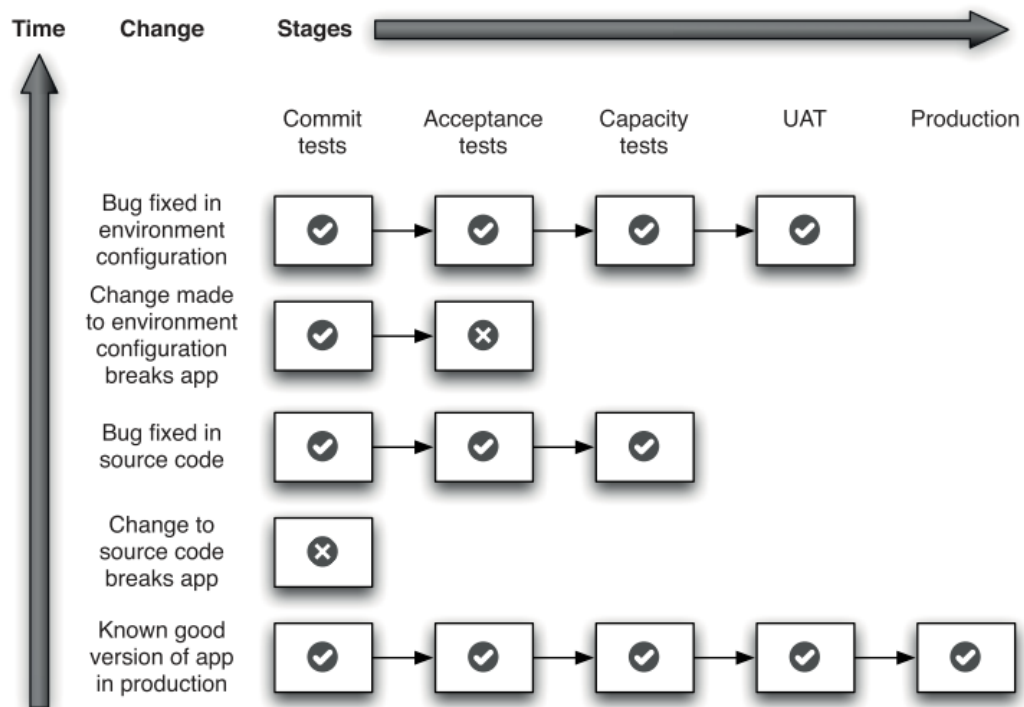 Time
Change
Stages
Commit
tests
Acceptance
tests
Capacity
tests
UAT
Production
Bug fixed in
environment
configuration
Change made
to environment
configuration
breaks app
Bug fixed in
source code
Change to
source code
breaks app
Known good
version of app
in production